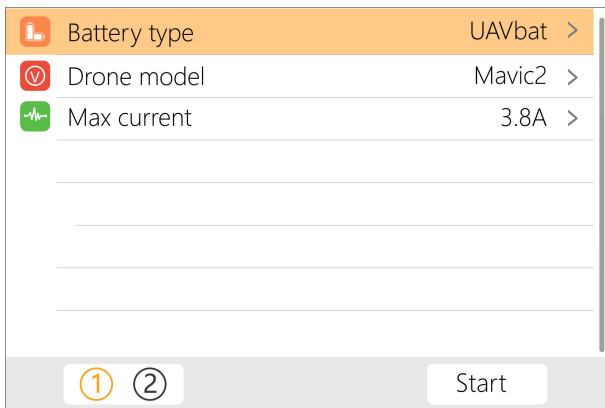 Battery type UAVbat >
Drone model Mavic2 >
Max current 3.8A >
① ② Start